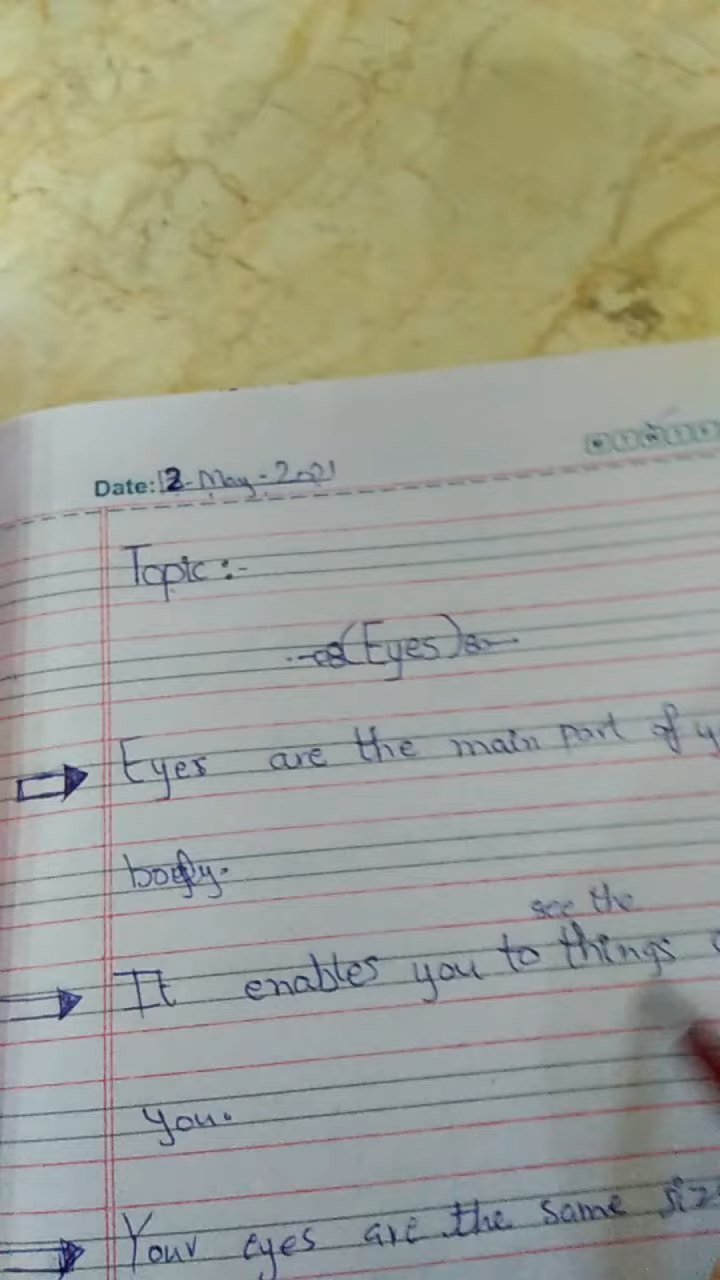 Date: 12-May-2021
Topic:-
(Eyes)
Eyes are the main part of
body.
see the
It enables you to things
you.
Your eyes are the same